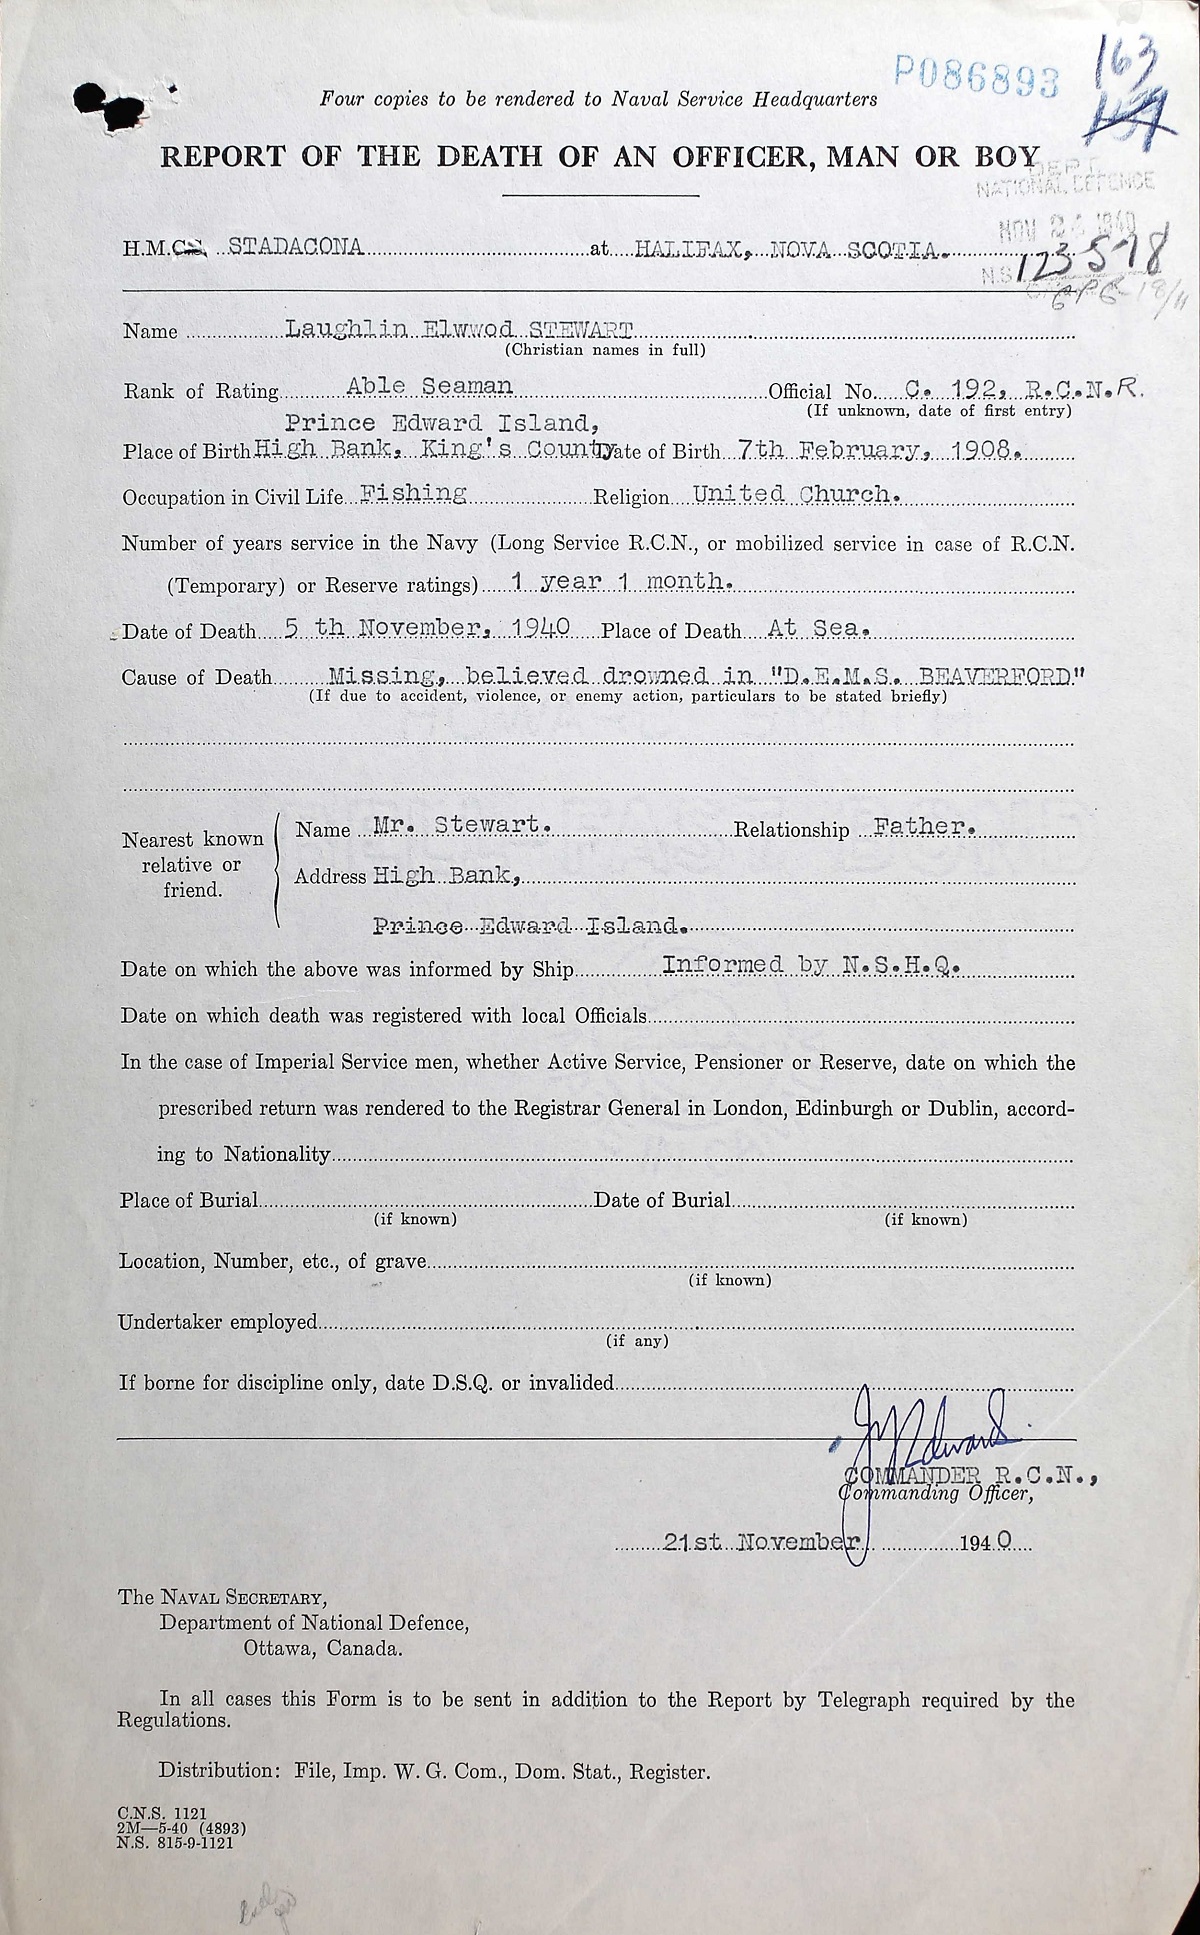 P086893
163
Four copies to be rendered to Naval Service Headquarters
REPORT OF THE DEATH OF AN OFFICER, MAN OR BOY
DEPT.
NATIONAL DEFENCE
H.M.C.S. STADACONA at HALIFAX, NOVA SCOTIA.
NOV 1940
N.S. 123-S-78
Name Laughlin Elwwod STEWART
(Christian names in full)
Rank of Rating Able Seaman Official No. C. 192, R.C.N.R.
(If unknown, date of first entry)
Prince Edward Island,
Place of Birth High Bank, King's County Date of Birth 7th February, 1908.
Occupation in Civil Life Fishing Religion United Church.
Number of years service in the Navy (Long Service R.C.N., or mobilized service in case of R.C.N.
(Temporary) or Reserve ratings) 1 year 1 month.
Date of Death 5 th November, 1940 Place of Death At Sea.
Cause of Death Missing, believed drowned in "D.E.M.S. BEAVERFORD"
(If due to accident, violence, or enemy action, particulars to be stated briefly)
Nearest known relative or friend.
Name Mr. Stewart. Relationship Father.
Address High Bank,
Prince Edward Island.
Date on which the above was informed by Ship Informed by N.S.H.Q.
Date on which death was registered with local Officials
In the case of Imperial Service men, whether Active Service, Pensioner or Reserve, date on which the
prescribed return was rendered to the Registrar General in London, Edinburgh or Dublin, accord-
ing to Nationality
Place of Burial Date of Burial
(if known) (if known)
Location, Number, etc., of grave
(if known)
Undertaker employed
(if any)
If borne for discipline only, date D.S.Q. or invalided
COMMANDER R.C.N.,
Commanding Officer,
21st November 1940
The NAVAL SECRETARY,
Department of National Defence,
Ottawa, Canada.
In all cases this Form is to be sent in addition to the Report by Telegraph required by the
Regulations.
Distribution: File, Imp. W. G. Com., Dom. Stat., Register.
C.N.S. 1121
2M—5-40 (4893)
N.S. 815-9-1121